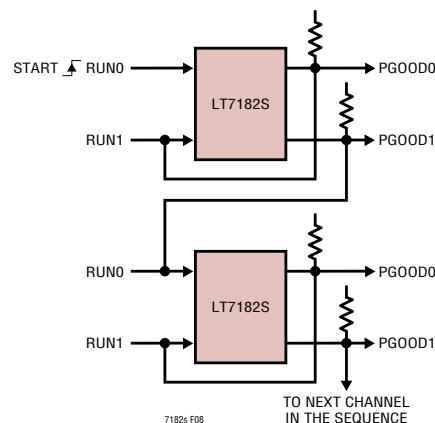 START RUN0
LT7182S
PGOOD0
RUN1
PGOOD1
RUN0
LT7182S
PGOOD0
RUN1
PGOOD1
TO NEXT CHANNEL
IN THE SEQUENCE
7182s F08